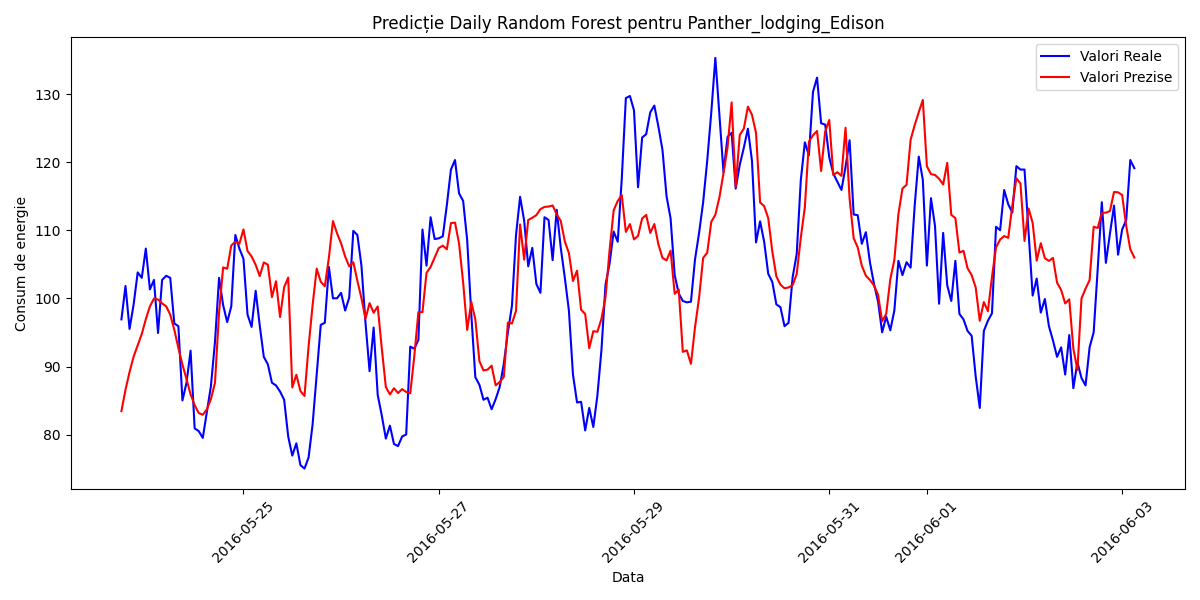 Predicție Daily Random Forest pentru Panther_lodging_Edison
Valori Reale
Valori Prezise
Consum de energie
130
120
110
100
90
80
2016-05-25
2016-05-27
2016-05-29
2016-05-31
2016-06-01
2016-06-03
Data